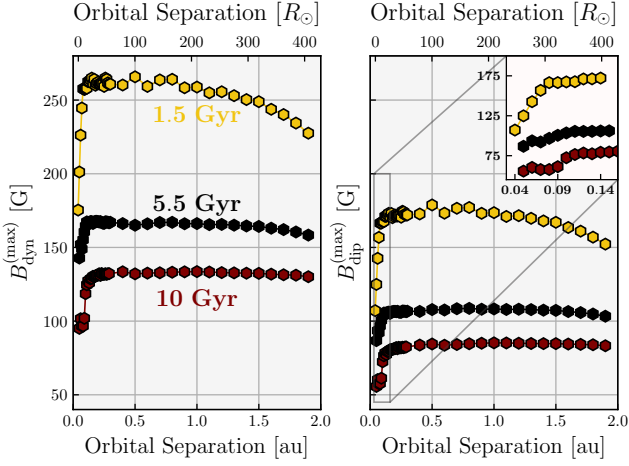 Orbital Separation [R⊙] Orbital Separation [R⊙]
0 100 200 300 400 0 100 200 300 400
250
200
150
100
50
B_dyn^(max) [G]
1.5 Gyr
5.5 Gyr
10 Gyr
B_dip^(max) [G]
175
125
75
0.04 0.09 0.14
0.0 0.5 1.0 1.5 2.0 0.0 0.5 1.0 1.5 2.0
Orbital Separation [au] Orbital Separation [au]